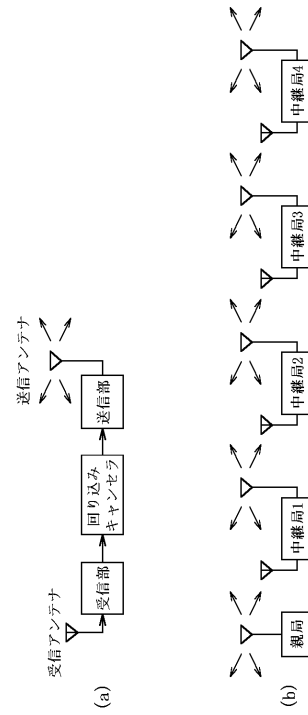 受信アンテナ
送信アンテナ
受信部
回り込み
キャンセラ
送信部
(a)
親局
中継局1
中継局2
中継局3
中継局4
(b)